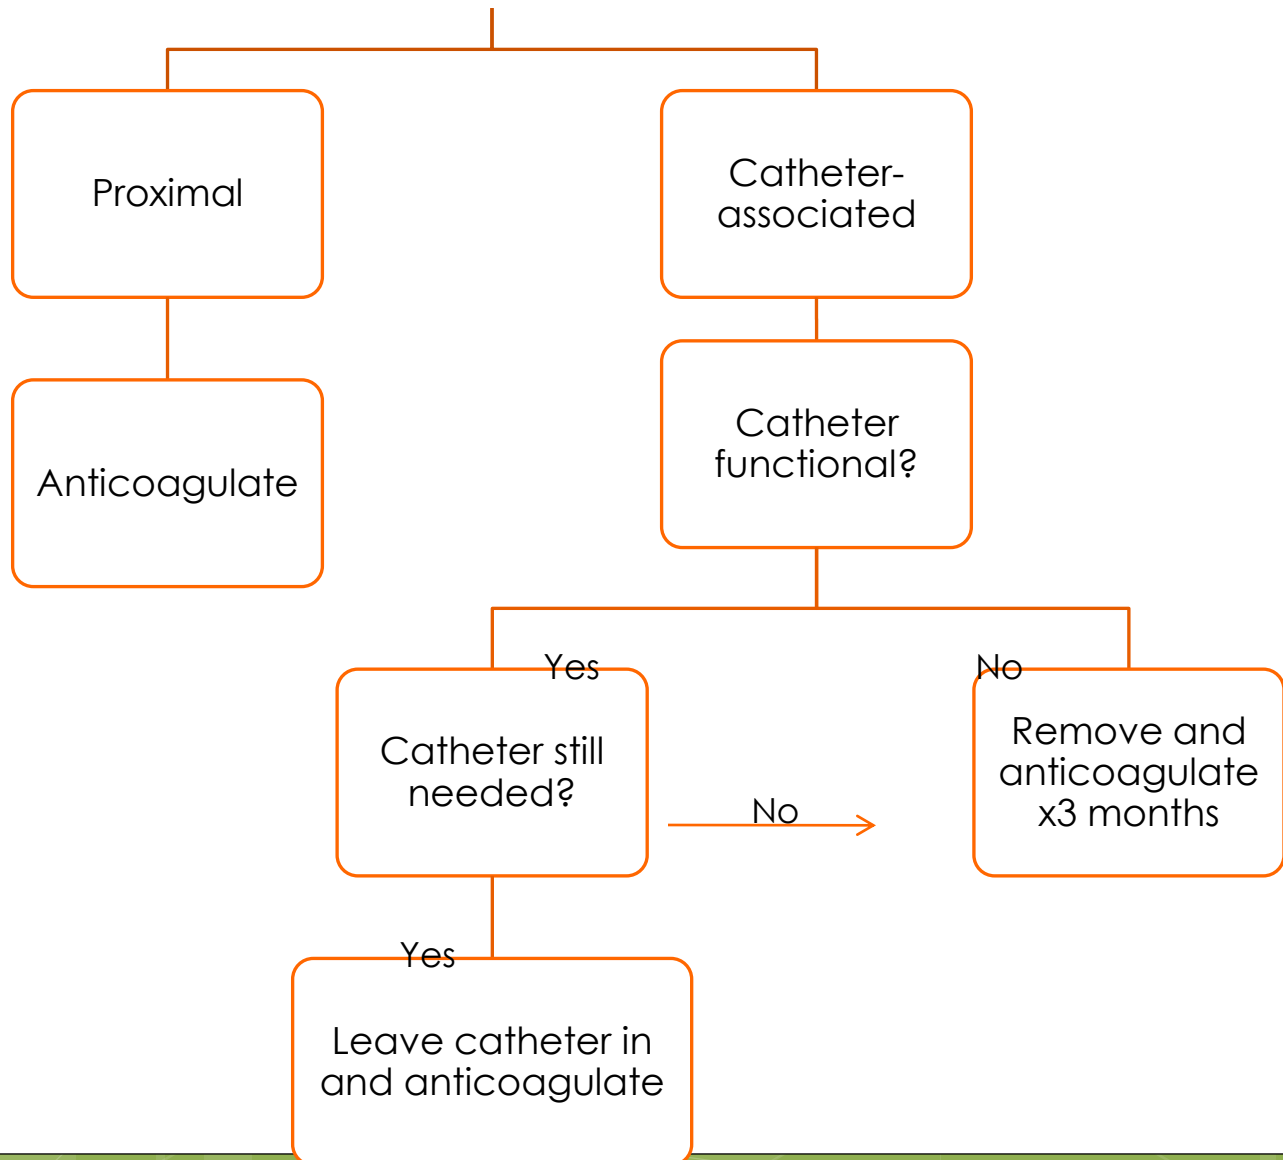 Proximal
Catheter-
associated
Anticoagulate
Catheter
functional?
Yes
No
Catheter still
needed?
No
Remove and
anticoagulate
x3 months
Yes
Leave catheter in
and anticoagulate